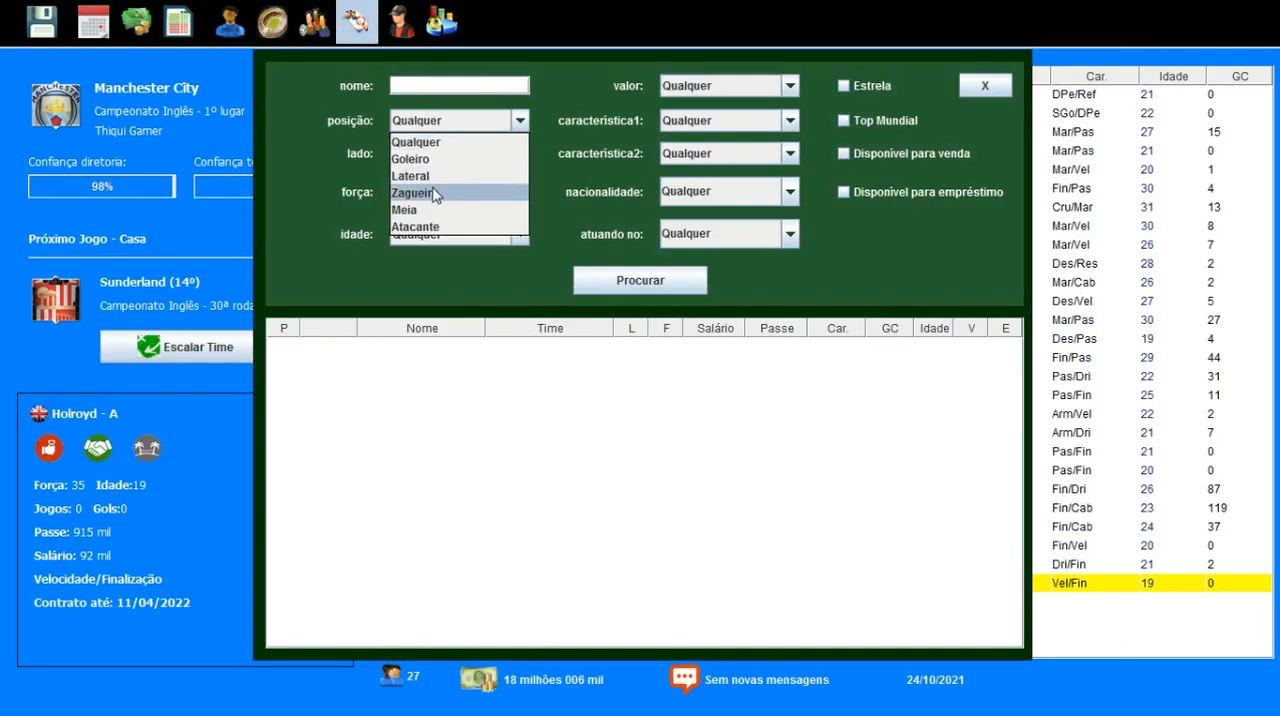 Manchester City
Campeonato Inglês - 1º lugar
Thiqui Gamer
Confiança diretoria:
Confiança t
98%
Próximo Jogo - Casa
Sunderland (14º)
Campeonato Inglês - 30ª roda
Escalar Time
Holroyd - A
Força: 35 Idade:19
Jogos: 0 Gols:0
Passe: 915 mil
Salário: 92 mil
Velocidade/Finalização
Contrato até: 11/04/2022
nome:
valor: Qualquer
Estrela
X
posição: Qualquer
caracteristica1: Qualquer
Top Mundial
Qualquer
Goleiro
Lateral
Zagueir
Meia
Atacante
lado:
caracteristica2: Qualquer
Disponivel para venda
força:
nacionalidade: Qualquer
Disponivel para empréstimo
idade: Qualquer
atuando no: Qualquer
Procurar
P Nome Time L F Salário Passe Car. GC Idade V E
Car. Idade GC
DPe/Ref 21 0
SGo/DPe 22 0
Mar/Pas 27 15
Mar/Pas 21 0
Mar/Vel 20 1
Fin/Pas 30 4
Cru/Mar 31 13
Mar/Vel 30 8
Mar/Vel 26 7
Des/Res 28 2
Mar/Cab 26 2
Des/Vel 27 5
Mar/Pas 30 27
Des/Pas 19 4
Fin/Pas 29 44
Pas/Dri 22 31
Pas/Fin 25 11
Arm/Vel 22 2
Arm/Dri 21 7
Pas/Fin 21 0
Pas/Fin 20 0
Fin/Dri 26 87
Fin/Cab 23 119
Fin/Cab 24 37
Fin/Vel 20 0
Dri/Fin 21 2
Vel/Fin 19 0
27
18 milhões 006 mil
Sem novas mensagens
24/10/2021